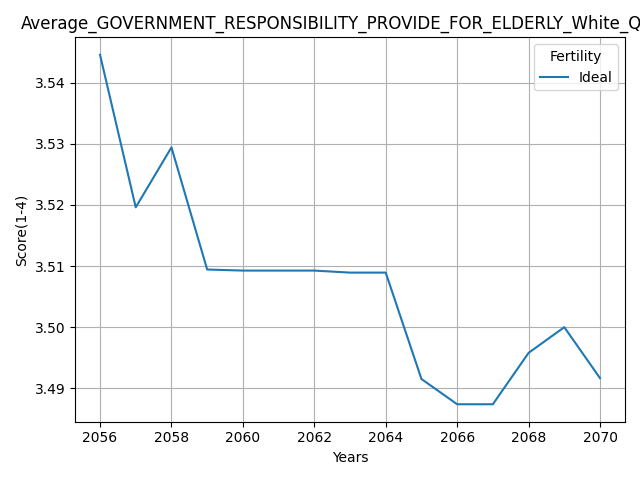 Average_GOVERNMENT_RESPONSIBILITY_PROVIDE_FOR_ELDERLY_White_Q
Fertility
Ideal
3.54
3.53
3.52
3.51
3.50
3.49
Score(1-4)
2056 2058 2060 2062 2064 2066 2068 2070
Years